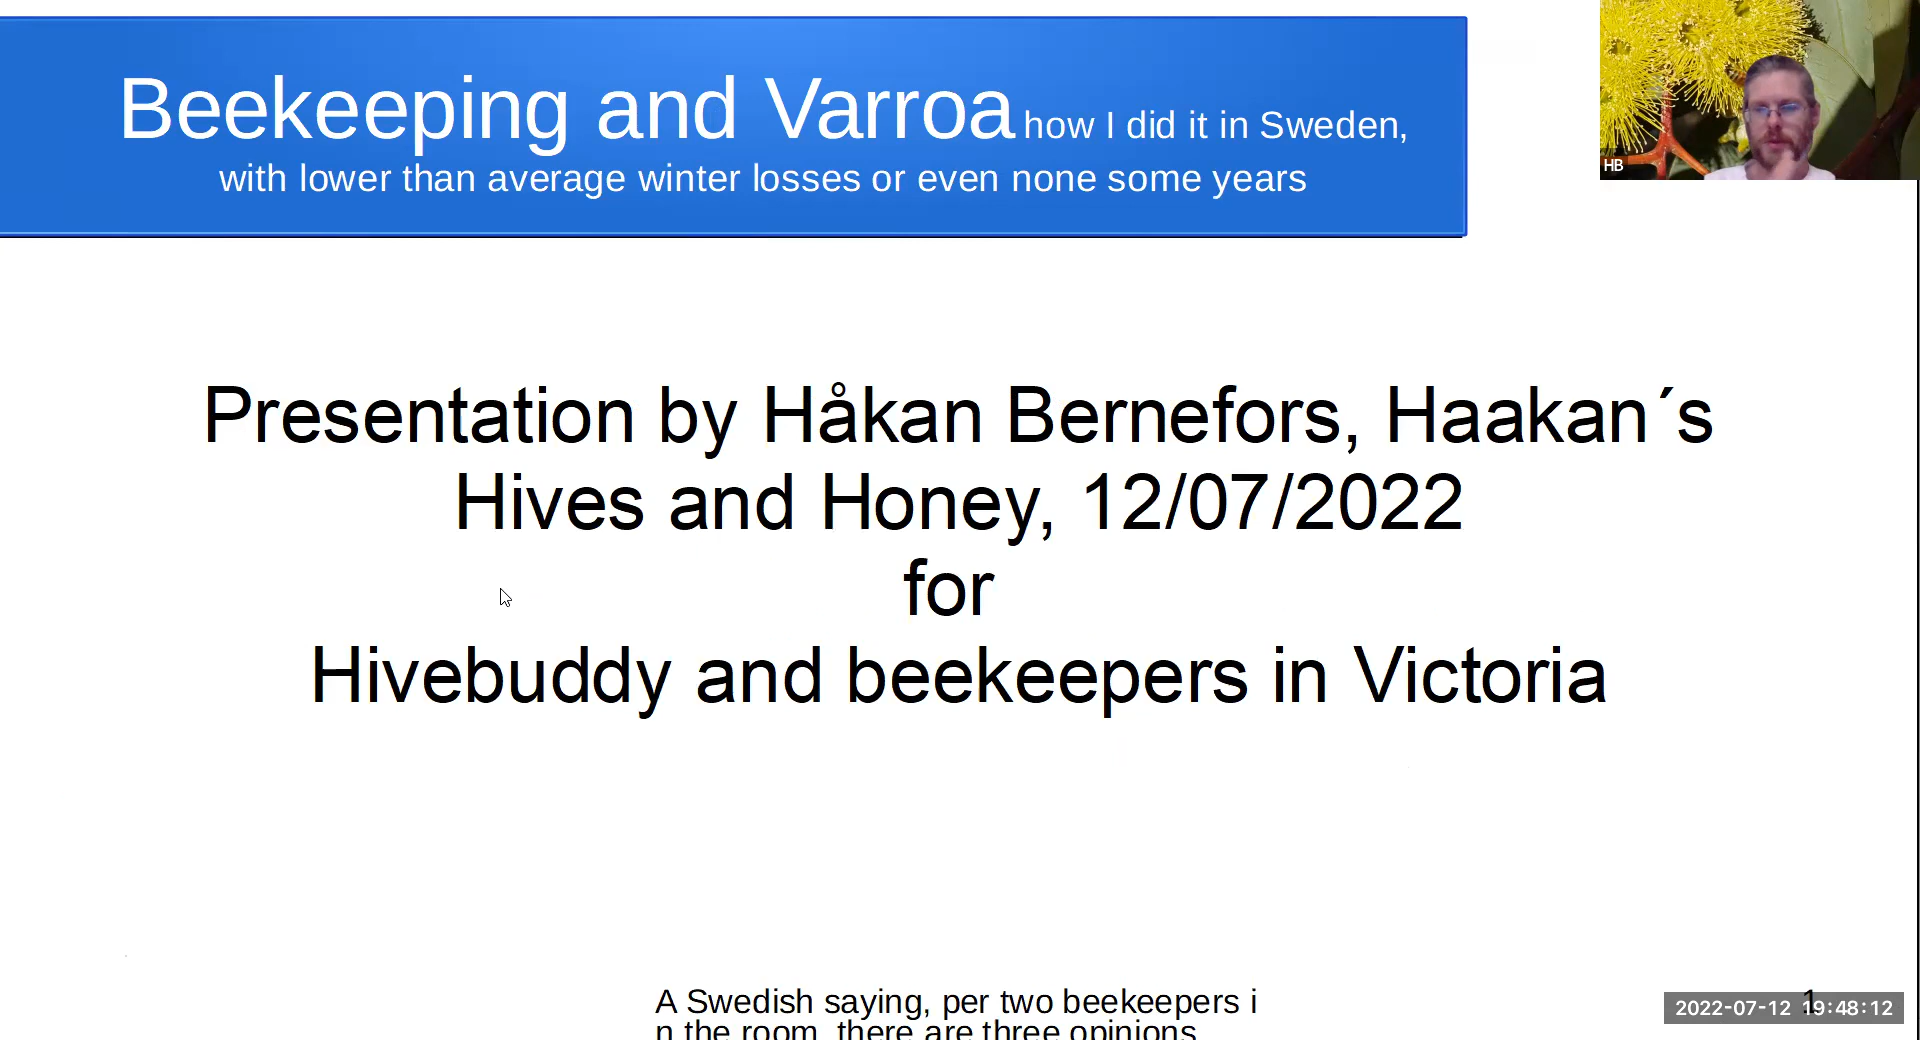 Beekeeping and Varroa how I did it in Sweden,
with lower than average winter losses or even none some years
HB
Presentation by Håkan Bernefors, Haakan´s
Hives and Honey, 12/07/2022
for
Hivebuddy and beekeepers in Victoria
A Swedish saying, per two beekeepers i
n the room, there are three opinions
1
2022-07-12 19:48:12